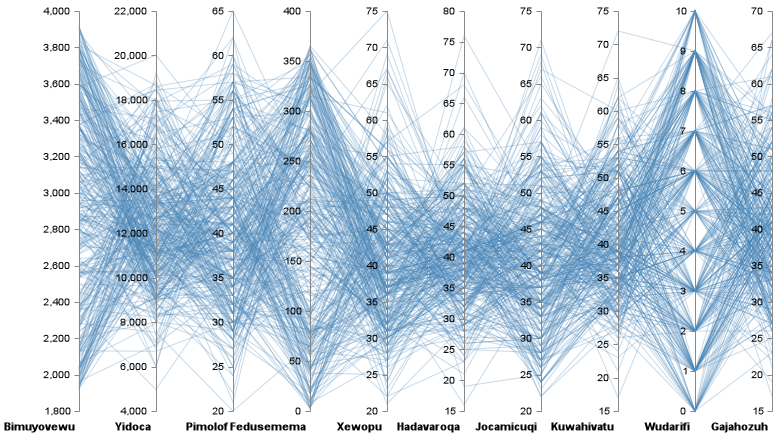 4,000 22,000 65 400 75 80 75 75 10 70
3,800 20,000 60 350 70 75 70 70 9 65
3,600 18,000 55 300 65 70 65 65 8 60
3,400 16,000 50 250 60 65 60 60 7 55
3,200 14,000 45 200 55 60 55 55 6 50
3,000 12,000 40 150 50 55 50 50 5 45
2,800 10,000 35 100 45 50 45 45 4 40
2,600 8,000 30 50 40 45 40 40 3 35
2,400 6,000 25 0 35 40 35 35 2 30
2,200 4,000 20 30 35 30 30 1 25
2,000 25 30 25 25 0 20
1,800 20 25 20 20 15
20 15
15
Bimuyovewu Yidoca Pimolof Fedusemema Xewopu Hadavaroqa Jocamicuqi Kuwahivatu Wudarifi Gajahozuh